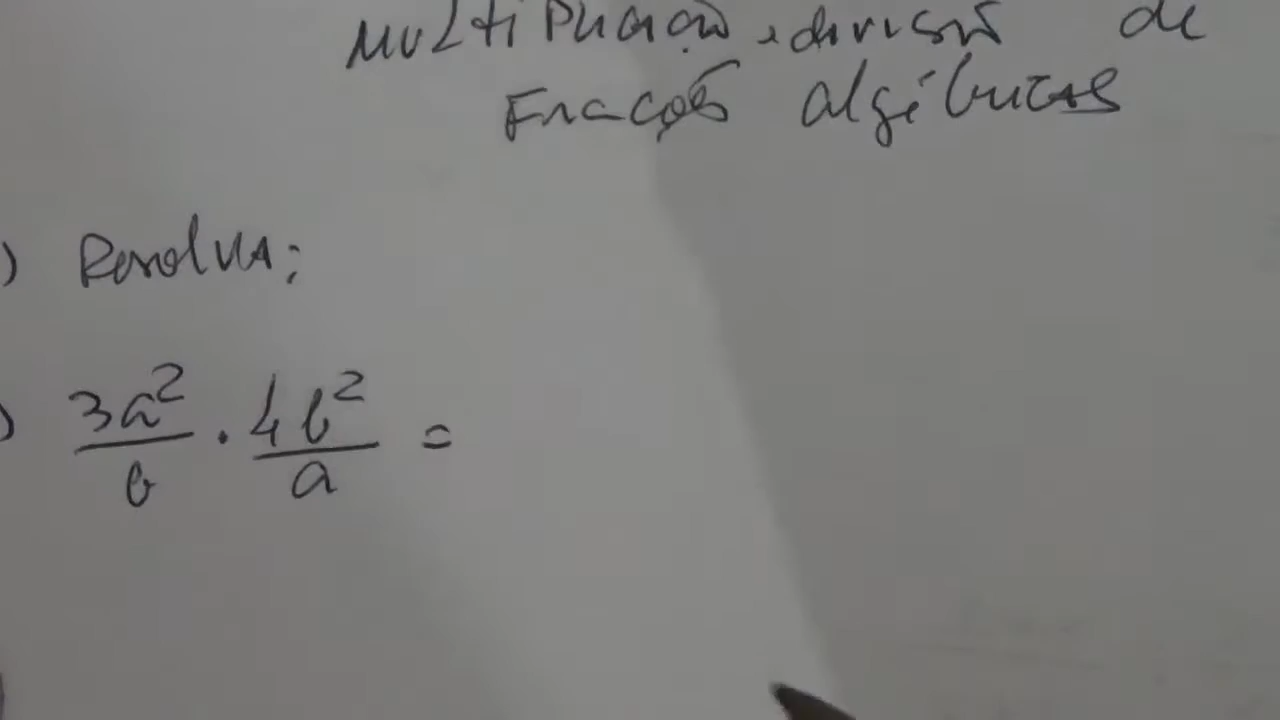 Multiplicação e divisão de
Frações algébricas
) Resolva:
) 3a²/b · 4b²/a =